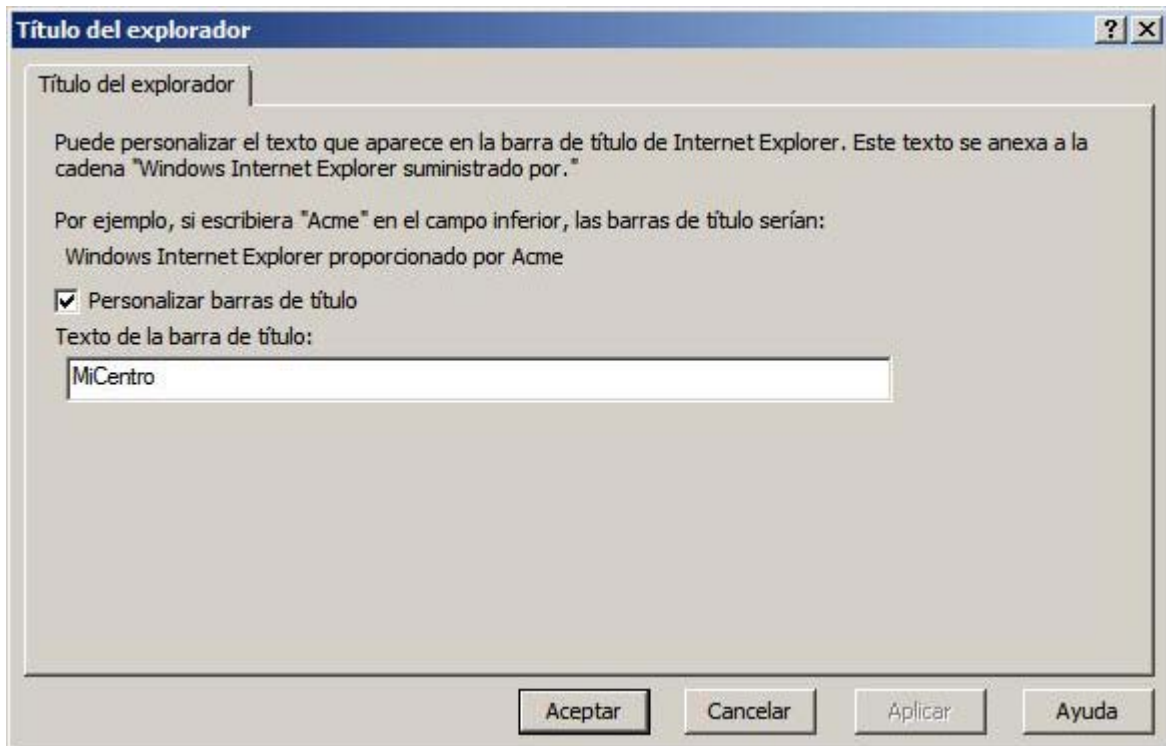 Título del explorador
Título del explorador
Puede personalizar el texto que aparece en la barra de título de Internet Explorer. Este texto se anexa a la
cadena "Windows Internet Explorer suministrado por."
Por ejemplo, si escribiera "Acme" en el campo inferior, las barras de título serían:
Windows Internet Explorer proporcionado por Acme
Personalizar barras de título
Texto de la barra de título:
MiCentro
Aceptar Cancelar Aplicar Ayuda